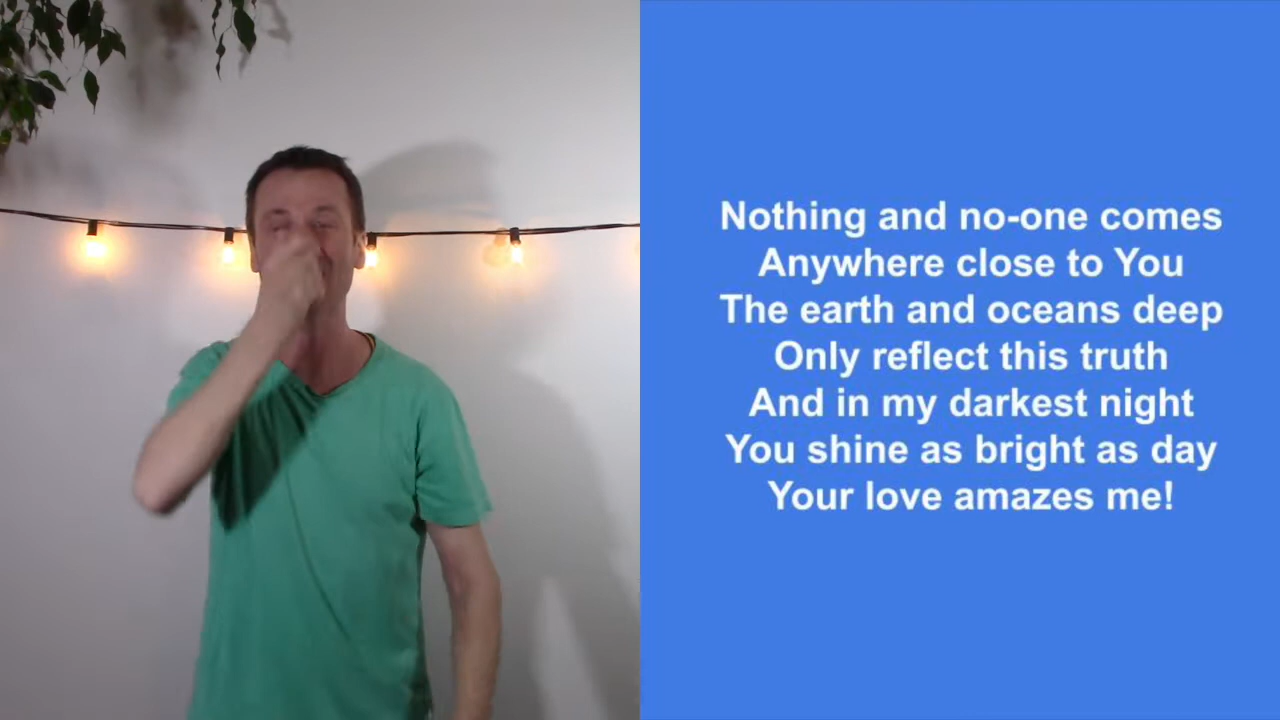 Nothing and no-one comes
Anywhere close to You
The earth and oceans deep
Only reflect this truth
And in my darkest night
You shine as bright as day
Your love amazes me!